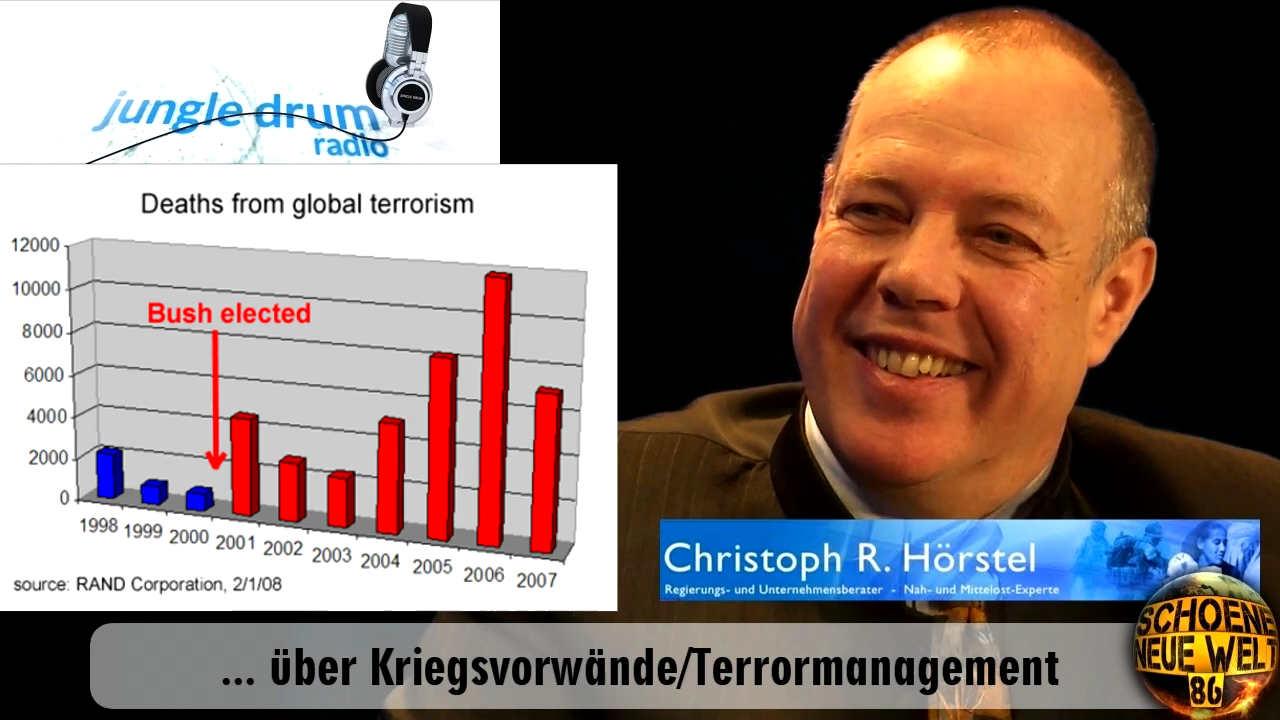 jungle drum
radio
Deaths from global terrorism
12000
10000
8000
6000
4000
2000
0
Bush elected
1998 1999 2000 2001 2002 2003 2004 2005 2006 2007
source: RAND Corporation, 2/1/08
Christoph R. Hörstel
Regierungs- und Unternehmensberater - Nah- und Mittelost-Experte
... über Kriegsvorwände/Terrormanagement
SCHOENE
NEUE WELT
86